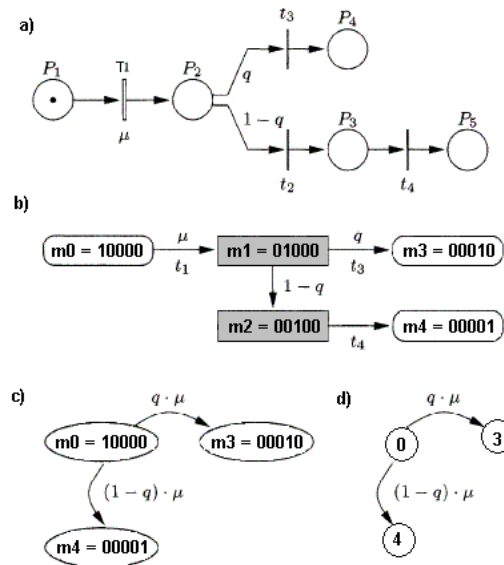 a)
t₃
P₄
P₁
T1
P₂
q
μ
1 − q
P₃
P₅
t₂
t₄
b)
m0 = 10000
μ
t₁
m1 = 01000
q
t₃
m3 = 00010
1 − q
m2 = 00100
t₄
m4 = 00001
c)
q · μ
m0 = 10000
m3 = 00010
(1 − q) · μ
m4 = 00001
d)
q · μ
0
3
(1 − q) · μ
4